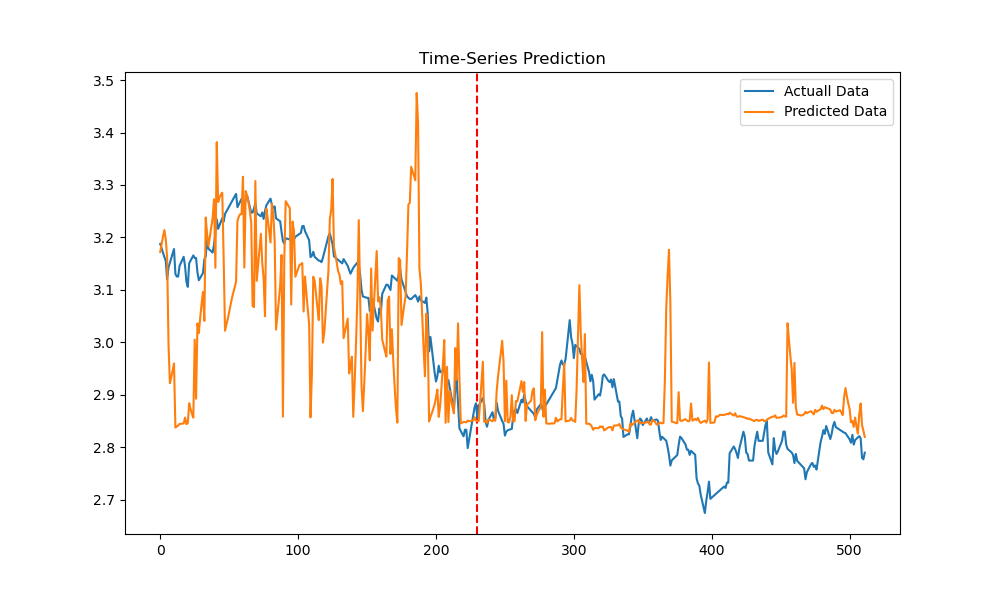 Time-Series Prediction
Actuall Data
Predicted Data
3.5
3.4
3.3
3.2
3.1
3.0
2.9
2.8
2.7
0 100 200 300 400 500